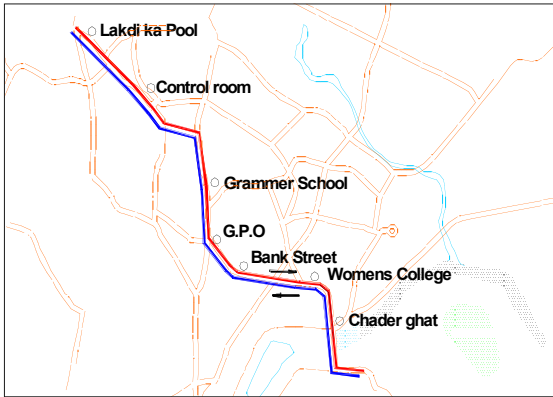 Lakdi ka Pool
Control room
Grammer School
G.P.O
Bank Street
Womens College
Chader ghat